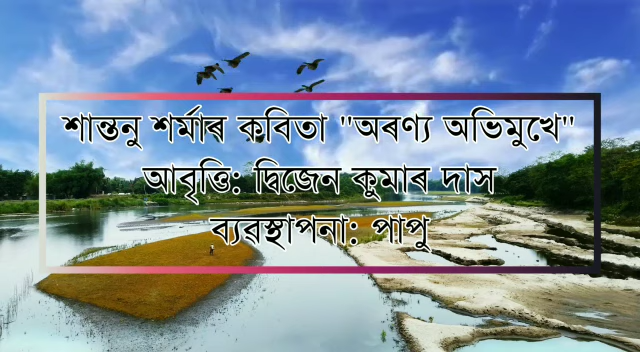 শান্তনু শৰ্মাৰ কবিতা "অৰণ্য অভিমুখে"
আবৃত্তি: দ্বিজেন কুমাৰ দাস
ব্যৱস্থাপনা: পাপু